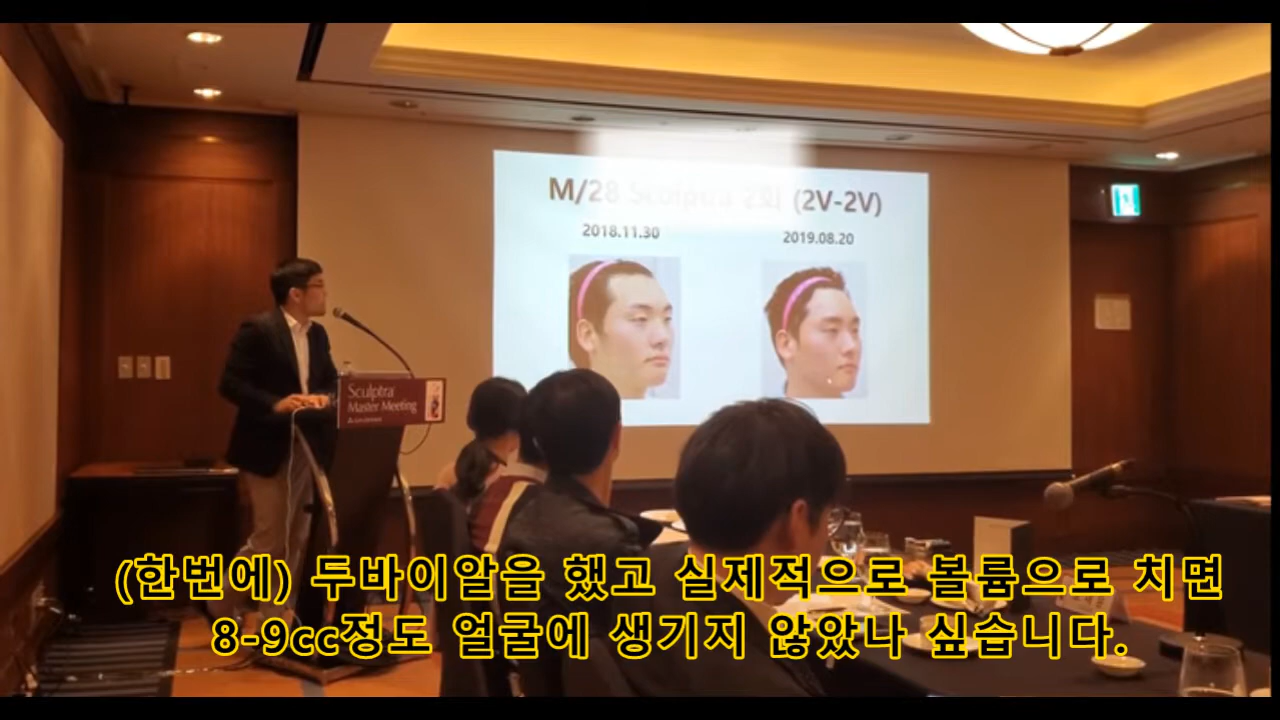 M/28 Sculptra 2회 (2V-2V)
2018.11.30
2019.08.20
Sculptra
Master Meeting
(한번에) 두바이알을 했고 실제적으로 볼륨으로 치면
8-9cc정도 얼굴에 생기지 않았나 싶습니다.